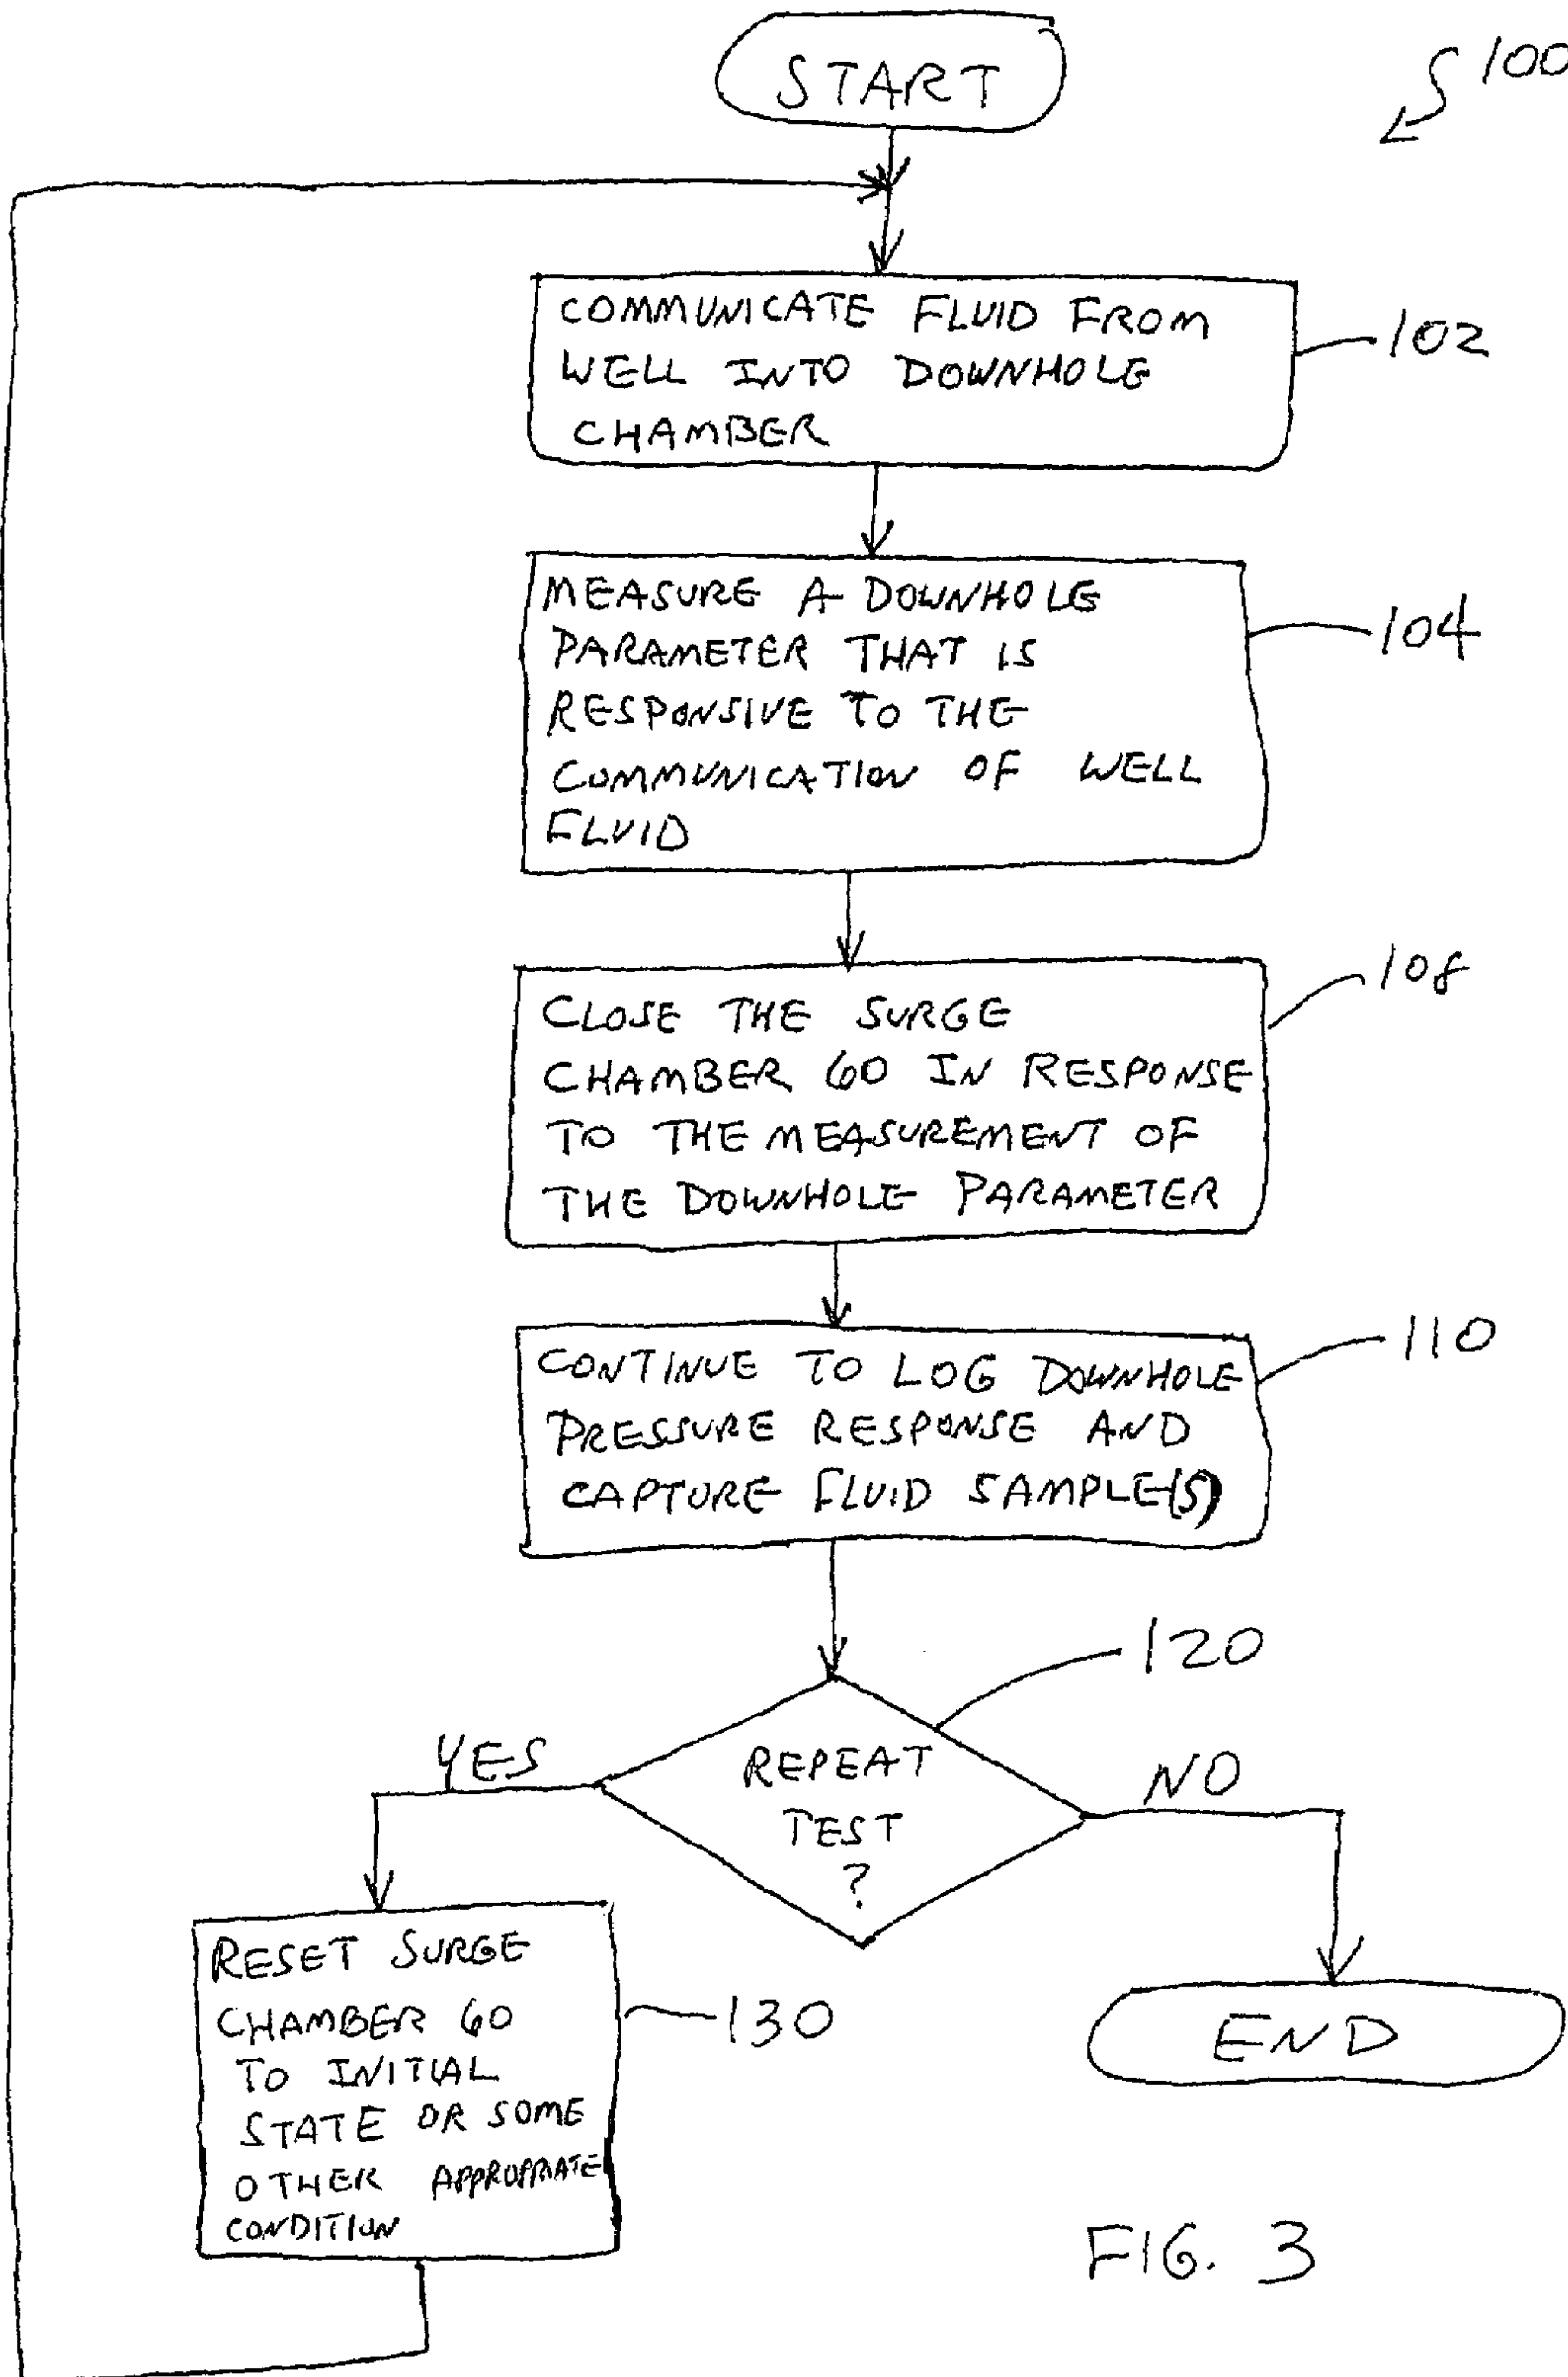 START
100
COMMUNICATE FLUID FROM
WELL INTO DOWNHOLE
CHAMBER
102
MEASURE A DOWNHOLE
PARAMETER THAT IS
RESPONSIVE TO THE
COMMUNICATION OF WELL
FLUID
104
CLOSE THE SURGE
CHAMBER 60 IN RESPONSE
TO THE MEASUREMENT OF
THE DOWNHOLE PARAMETER
108
CONTINUE TO LOG DOWNHOLE
PRESSURE RESPONSE AND
CAPTURE FLUID SAMPLE(S)
110
120
REPEAT
TEST
?
YES
NO
RESET SURGE
CHAMBER 60
TO INITIAL
STATE OR SOME
OTHER APPROPRIATE
CONDITION
130
END
FIG. 3